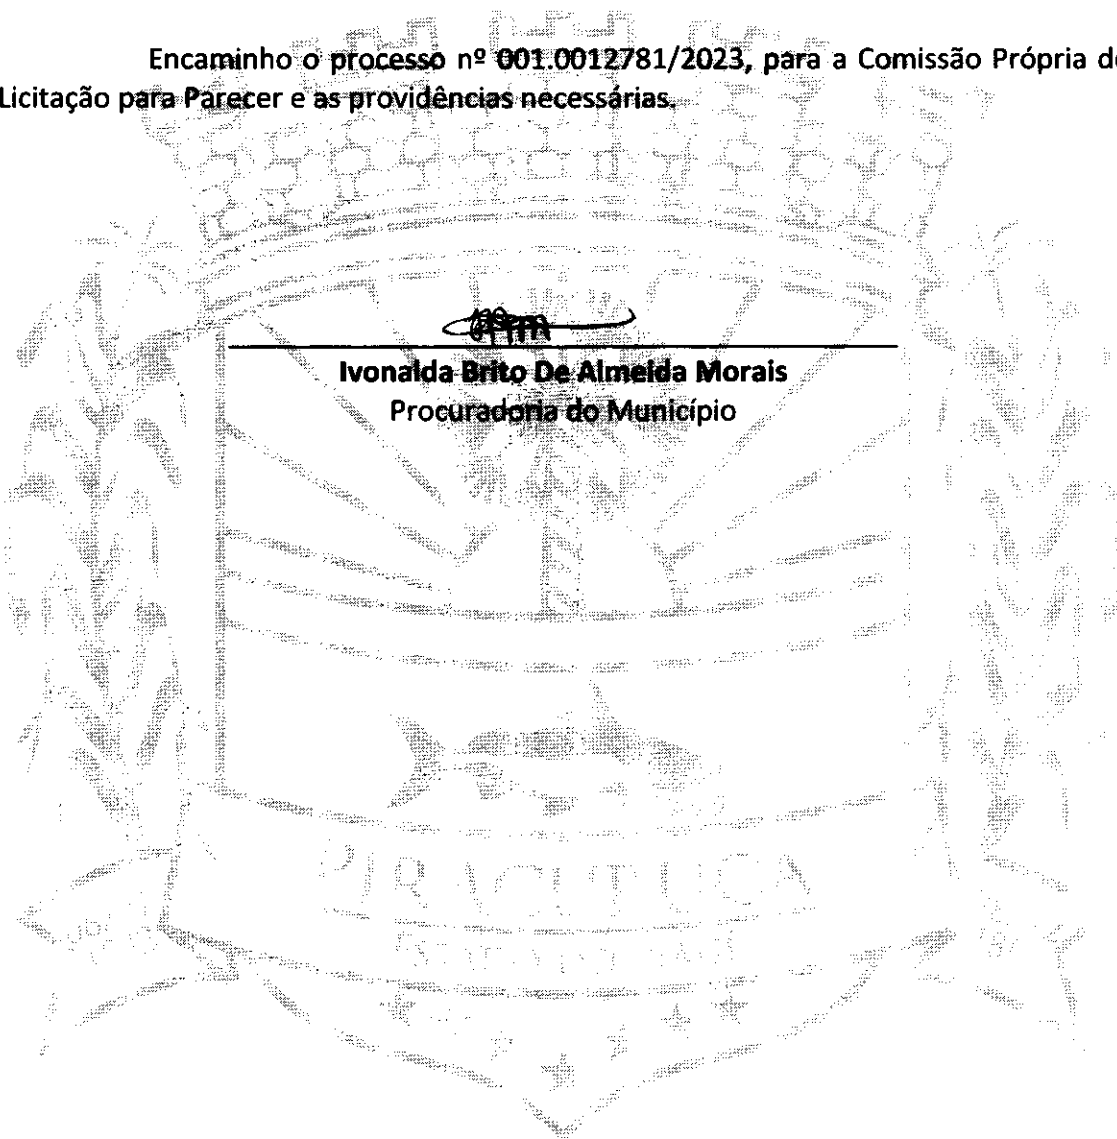 Encaminho o processo nº 001.0012781/2023, para a Comissão Própria de
Licitação para Parecer e as providências necessárias.
Ivonalda Brito De Almeida Morais
Procuradoria do Município
PIRACURUCA